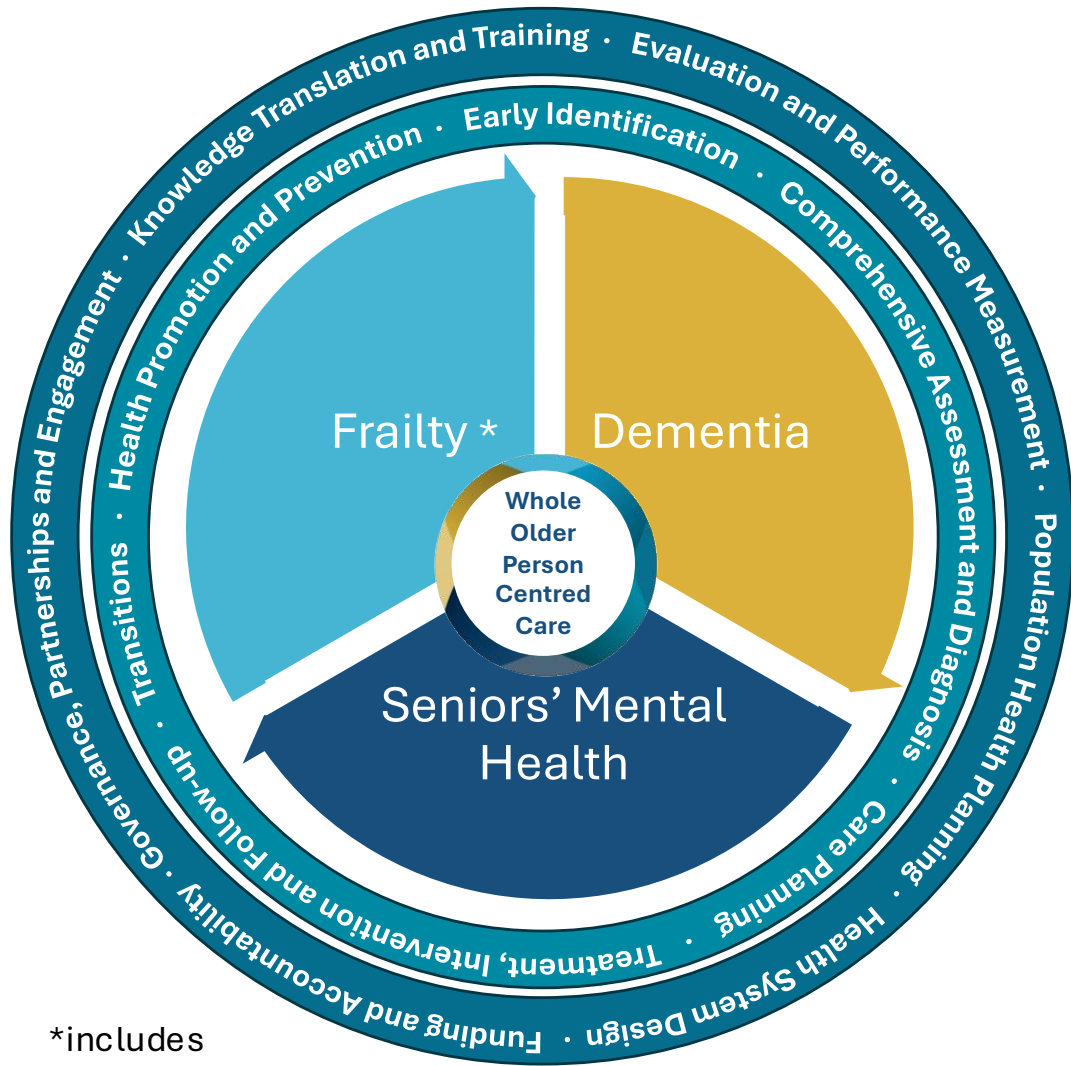 Knowledge Translation and Training · Evaluation and Performance Measurement · Population Health Planning · Health System Design · Funding and Accountability · Governance, Partnerships and Engagement ·
Health Promotion and Prevention · Early Identification · Comprehensive Assessment and Diagnosis · Care Planning · Treatment, Intervention and Follow-up · Transitions ·
Frailty *
Dementia
Whole
Older
Person
Centred
Care
Seniors’ Mental
Health
*includes